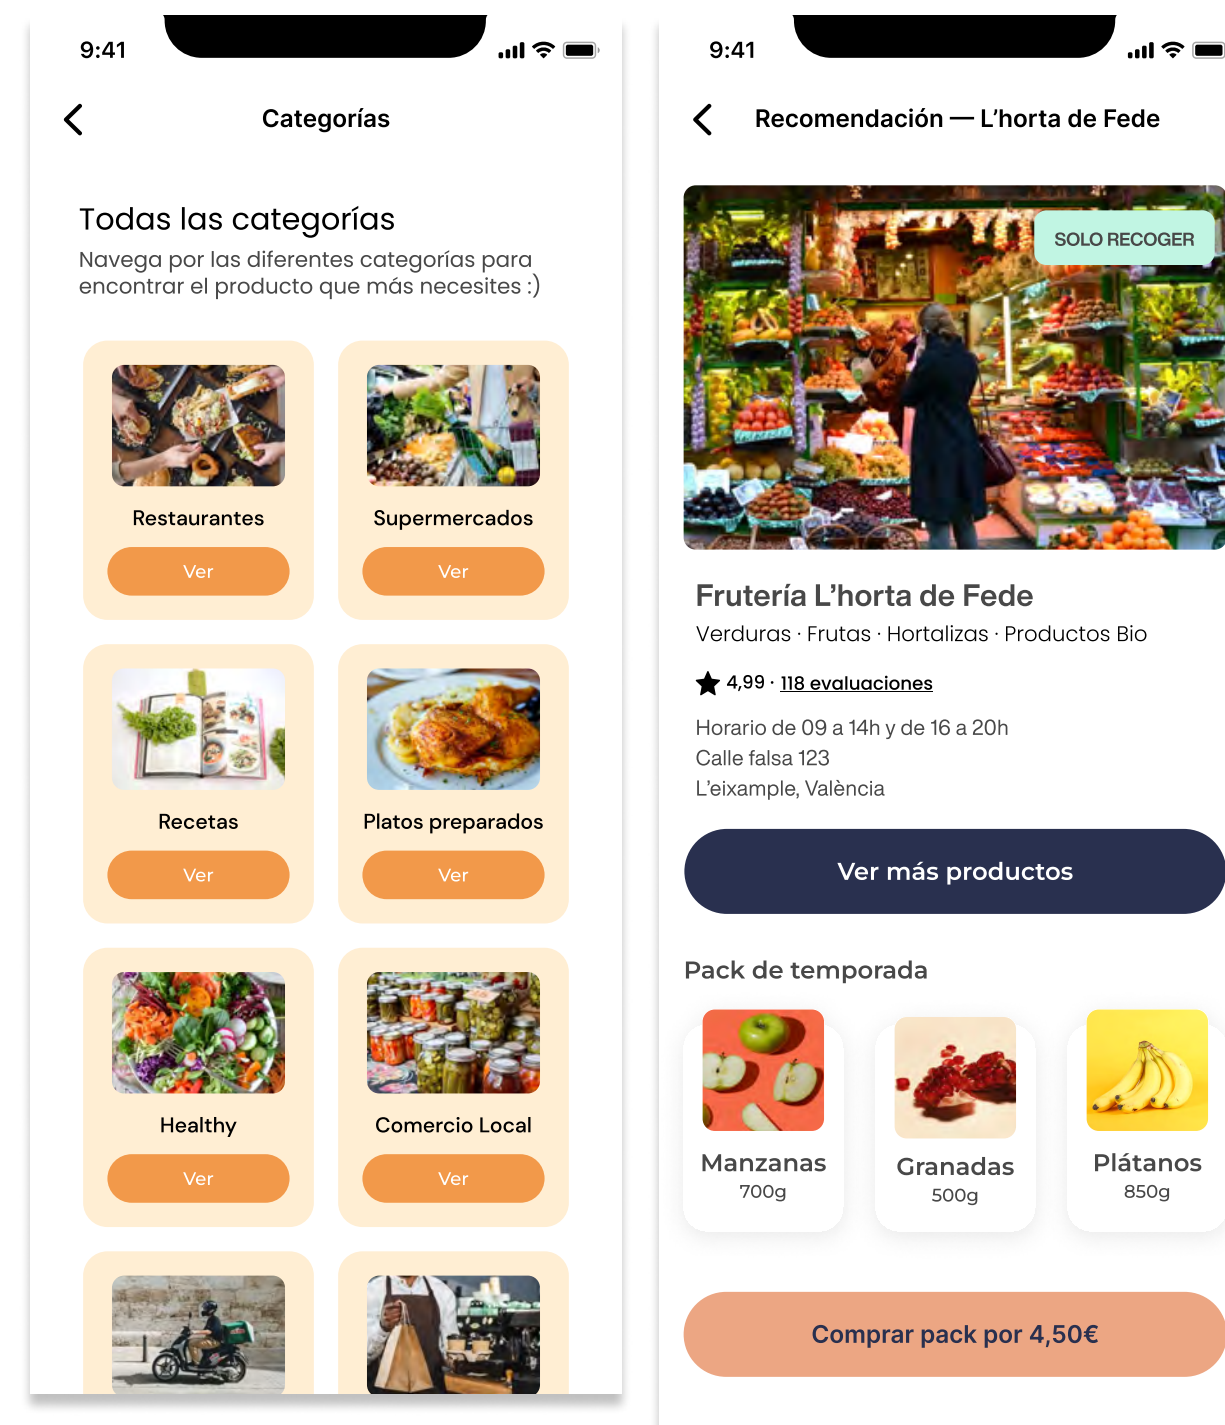 9:41
Categorías
Todas las categorías
Navega por las diferentes categorías para
encontrar el producto que más necesites :)
Restaurantes
Supermercados
Ver
Ver
Recetas
Platos preparados
Ver
Ver
Healthy
Comercio Local
Ver
Ver
9:41
Recomendación — L’horta de Fede
SOLO RECOGER
Frutería L’horta de Fede
Verduras · Frutas · Hortalizas · Productos Bio
4,99 · 118 evaluaciones
Horario de 09 a 14h y de 16 a 20h
Calle falsa 123
L’eixample, València
Ver más productos
Pack de temporada
Manzanas
700g
Granadas
500g
Plátanos
850g
Comprar pack por 4,50€